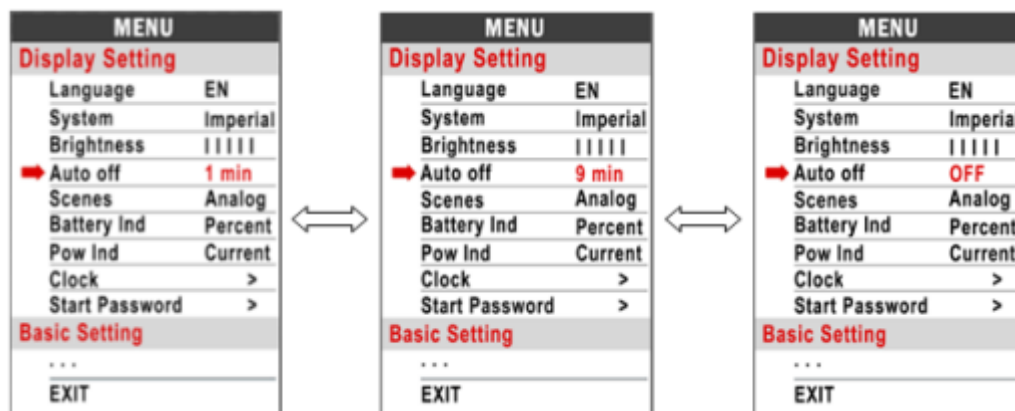 MENU
Display Setting
Language EN
System Imperial
Brightness | | | | |
Auto off 1 min
Scenes Analog
Battery Ind Percent
Pow Ind Current
Clock >
Start Password >
Basic Setting
. . .
EXIT
MENU
Display Setting
Language EN
System Imperial
Brightness | | | | |
Auto off 9 min
Scenes Analog
Battery Ind Percent
Pow Ind Current
Clock >
Start Password >
Basic Setting
. . .
EXIT
MENU
Display Setting
Language EN
System Imperial
Brightness | | | | |
Auto off OFF
Scenes Analog
Battery Ind Percent
Pow Ind Current
Clock >
Start Password >
Basic Setting
. . .
EXIT